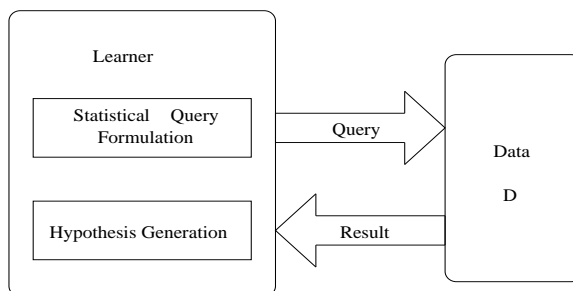 Learner
Statistical Query
Formulation
Query
Data
D
Hypothesis Generation
Result